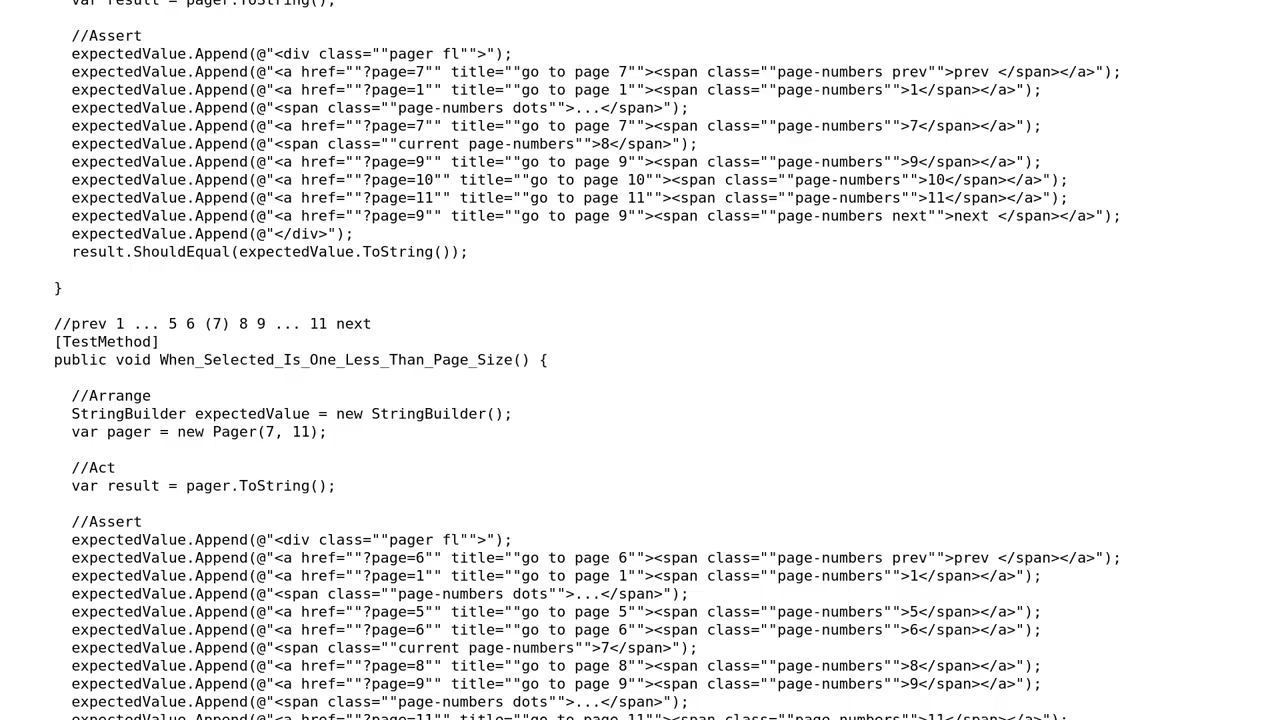 var result = pager.ToString();
//Assert
expectedValue.Append(@"<div class=""pager fl"">");
expectedValue.Append(@"<a href=""?page=7"" title=""go to page 7""><span class=""page-numbers prev"">prev </span></a>");
expectedValue.Append(@"<a href=""?page=1"" title=""go to page 1""><span class=""page-numbers"">1</span></a>");
expectedValue.Append(@"<span class=""page-numbers dots"">...</span>");
expectedValue.Append(@"<a href=""?page=7"" title=""go to page 7""><span class=""page-numbers"">7</span></a>");
expectedValue.Append(@"<span class=""current page-numbers"">8</span>");
expectedValue.Append(@"<a href=""?page=9"" title=""go to page 9""><span class=""page-numbers"">9</span></a>");
expectedValue.Append(@"<a href=""?page=10"" title=""go to page 10""><span class=""page-numbers"">10</span></a>");
expectedValue.Append(@"<a href=""?page=11"" title=""go to page 11""><span class=""page-numbers"">11</span></a>");
expectedValue.Append(@"<a href=""?page=9"" title=""go to page 9""><span class=""page-numbers next"">next </span></a>");
expectedValue.Append(@"</div>");
result.ShouldEqual(expectedValue.ToString());
}
//prev 1 ... 5 6 (7) 8 9 ... 11 next
[TestMethod]
public void When_Selected_Is_One_Less_Than_Page_Size() {
//Arrange
StringBuilder expectedValue = new StringBuilder();
var pager = new Pager(7, 11);
//Act
var result = pager.ToString();
//Assert
expectedValue.Append(@"<div class=""pager fl"">");
expectedValue.Append(@"<a href=""?page=6"" title=""go to page 6""><span class=""page-numbers prev"">prev </span></a>");
expectedValue.Append(@"<a href=""?page=1"" title=""go to page 1""><span class=""page-numbers"">1</span></a>");
expectedValue.Append(@"<span class=""page-numbers dots"">...</span>");
expectedValue.Append(@"<a href=""?page=5"" title=""go to page 5""><span class=""page-numbers"">5</span></a>");
expectedValue.Append(@"<a href=""?page=6"" title=""go to page 6""><span class=""page-numbers"">6</span></a>");
expectedValue.Append(@"<span class=""current page-numbers"">7</span>");
expectedValue.Append(@"<a href=""?page=8"" title=""go to page 8""><span class=""page-numbers"">8</span></a>");
expectedValue.Append(@"<a href=""?page=9"" title=""go to page 9""><span class=""page-numbers"">9</span></a>");
expectedValue.Append(@"<span class=""page-numbers dots"">...</span>");
expectedValue.Append(@"<a href=""?page=11"" title=""go to page 11""><span class=""page-numbers"">11</span></a>");